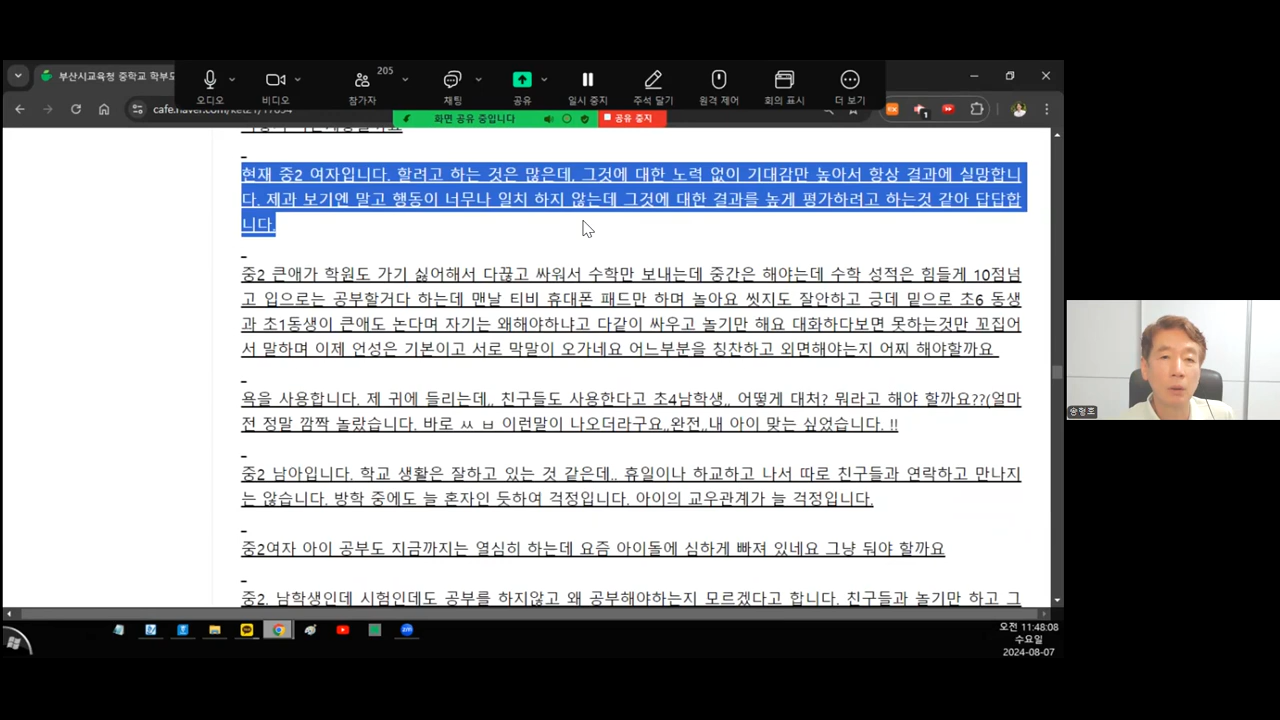 부산시교육청 중학교 학부모
205
오디오
비디오
참가자
채팅
공유
일시 중지
주석 달기
원격 제어
회의 표시
더 보기
화면 공유 중입니다
공유 중지
1
현재 중2 여자입니다. 할려고 하는 것은 많은데, 그것에 대한 노력 없이 기대감만 높아서 항상 결과에 실망합니
다. 제과 보기엔 말고 행동이 너무나 일치 하지 않는데 그것에 대한 결과를 높게 평가하려고 하는것 같아 답답합
니다.
중2 큰애가 학원도 가기 싫어해서 다끊고 싸워서 수학만 보내는데 중간은 해야는데 수학 성적은 힘들게 10점넘
고 입으로는 공부할거다 하는데 맨날 티비 휴대폰 패드만 하며 놀아요 씻지도 잘안하고 긍데 밑으로 초6 동생
과 초1동생이 큰애도 논다며 자기는 왜해야하냐고 다같이 싸우고 놀기만 해요 대화하다보면 못하는것만 꼬집어
서 말하며 이제 언성은 기본이고 서로 막말이 오가네요 어느부분을 칭찬하고 외면해야는지 어찌 해야할까요
욕을 사용합니다. 제 귀에 들리는데.. 친구들도 사용한다고 초4남학생.. 어떻게 대처? 뭐라고 해야 할까요??(얼마
전 정말 깜짝 놀랐습니다. 바로 ㅆ ㅂ 이런말이 나오더라구요..완전..내 아이 맞는 싶었습니다. !!
중2 남아입니다. 학교 생활은 잘하고 있는 것 같은데.. 휴일이나 하교하고 나서 따로 친구들과 연락하고 만나지
는 않습니다. 방학 중에도 늘 혼자인 듯하여 걱정입니다. 아이의 교우관계가 늘 걱정입니다.
중2여자 아이 공부도 지금까지는 열심히 하는데 요즘 아이돌에 심하게 빠져 있네요 그냥 둬야 할까요
중2. 남학생인데 시험인데도 공부를 하지않고 왜 공부해야하는지 모르겠다고 합니다. 친구들과 놀기만 하고 그
오전 11:48:08
수요일
2024-08-07